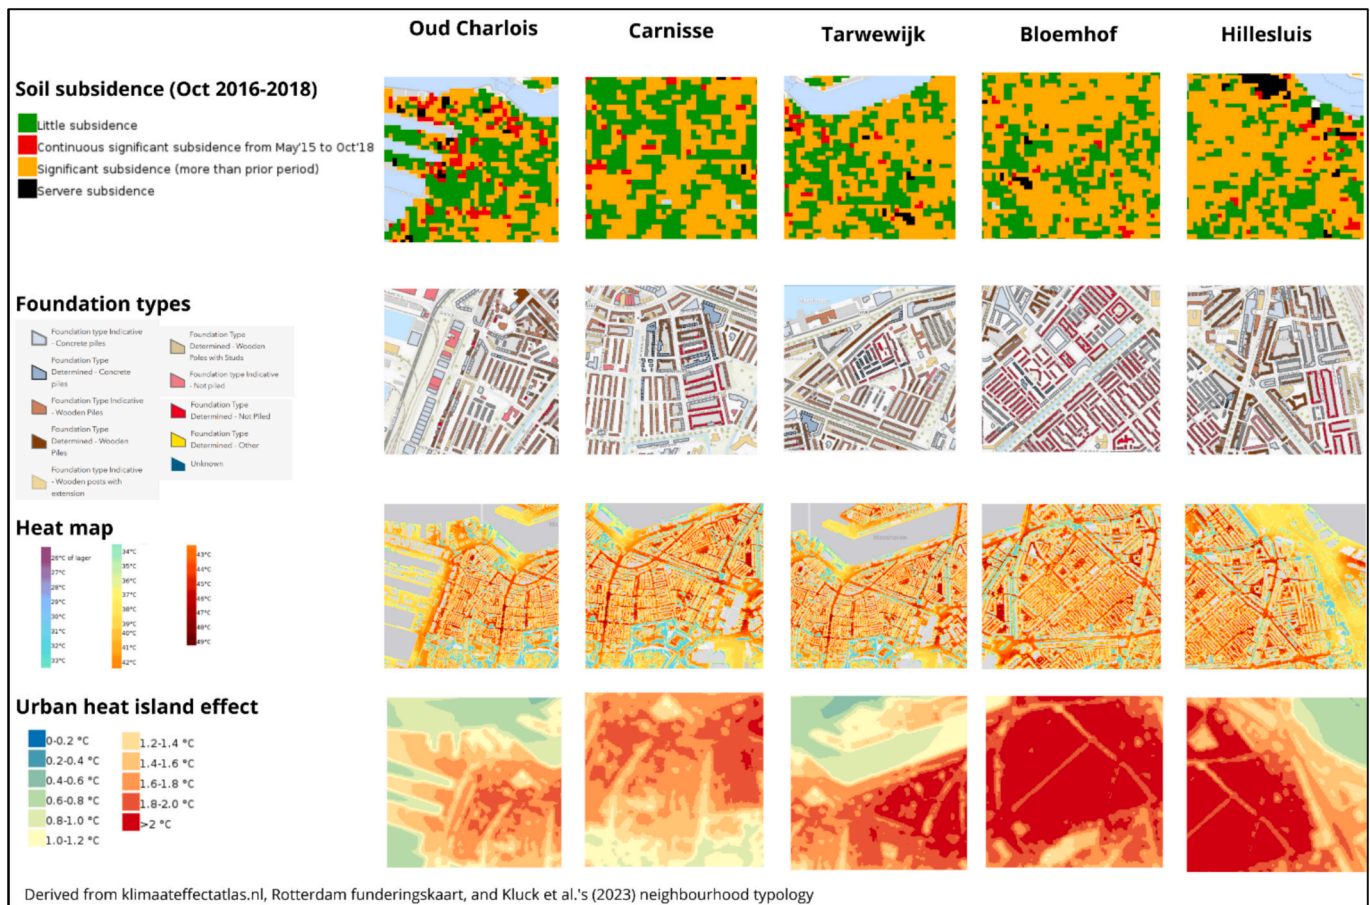 Oud Charlois
Carnisse
Tarwewijk
Bloemhof
Hillesluis
Soil subsidence (Oct 2016-2018)
Little subsidence
Continuous significant subsidence from May'15 to Oct'18
Significant subsidence (more than prior period)
Servere subsidence
Foundation types
Foundation type Indicative
- Concrete piles
Foundation Type
Determined - Concrete
piles
Foundation type Indicative
- Wooden Piles
Foundation Type
Determined - Wooden
Piles
Foundation type Indicative
- Wooden posts with
extension
Foundation Type
Determined - Wooden
Poles with Studs
Foundation type Indicative
- Not piled
Foundation Type
Determined - Not Piled
Foundation Type
Determined - Other
Unknown
Heat map
26°C of lager
27°C
28°C
29°C
30°C
31°C
32°C
33°C
34°C
35°C
36°C
37°C
38°C
39°C
40°C
41°C
42°C
43°C
44°C
45°C
46°C
47°C
48°C
49°C
Urban heat island effect
0-0.2 °C
0.2-0.4 °C
0.4-0.6 °C
0.6-0.8 °C
0.8-1.0 °C
1.0-1.2 °C
1.2-1.4 °C
1.4-1.6 °C
1.6-1.8 °C
1.8-2.0 °C
>2 °C
Derived from klimaateffectatlas.nl, Rotterdam funderingskaart, and Kluck et al.'s (2023) neighbourhood typology